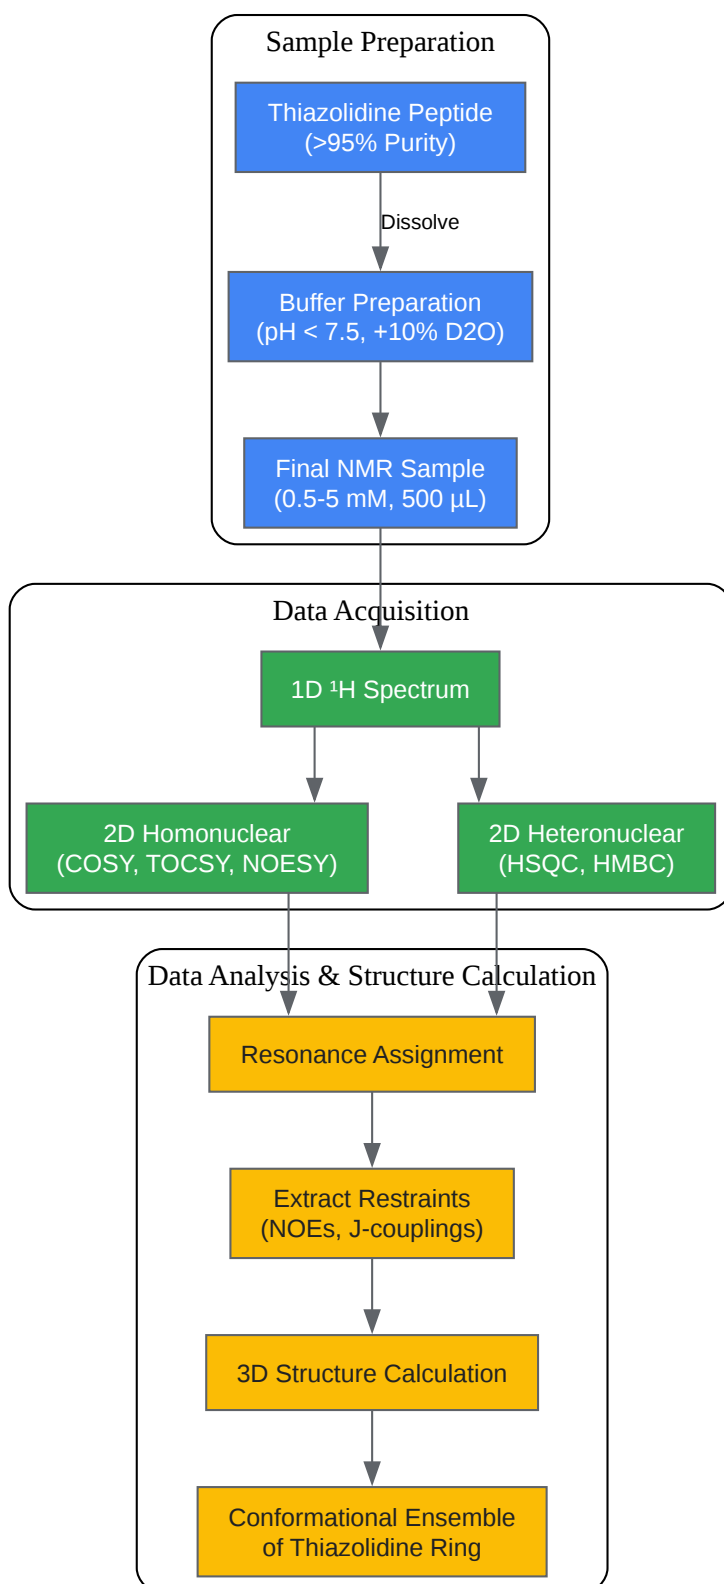 Sample Preparation
Thiazolidine Peptide
(>95% Purity)
Dissolve
Buffer Preparation
(pH < 7.5, +10% D2O)
Final NMR Sample
(0.5-5 mM, 500 µL)
Data Acquisition
1D ¹H Spectrum
2D Homonuclear
(COSY, TOCSY, NOESY)
2D Heteronuclear
(HSQC, HMBC)
Data Analysis & Structure Calculation
Resonance Assignment
Extract Restraints
(NOEs, J-couplings)
3D Structure Calculation
Conformational Ensemble
of Thiazolidine Ring